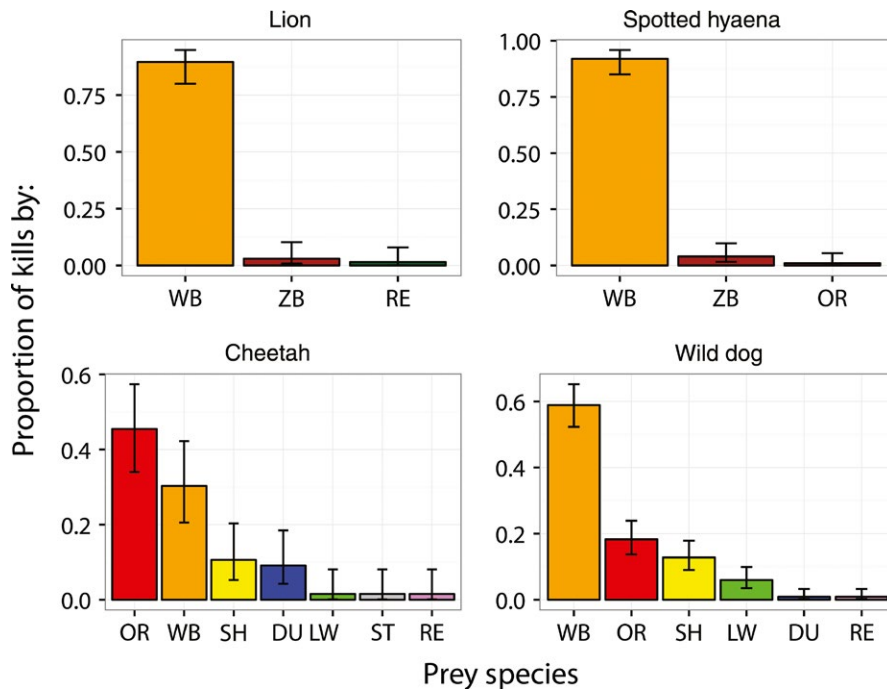 Lion
Spotted hyaena
Proportion of kills by:
0.75
0.50
0.25
0.00
WB ZB RE
1.00
0.75
0.50
0.25
0.00
WB ZB OR
Cheetah
Wild dog
0.6
0.4
0.2
0.0
OR WB SH DU LW ST RE
0.6
0.4
0.2
0.0
WB OR SH LW DU RE
Prey species